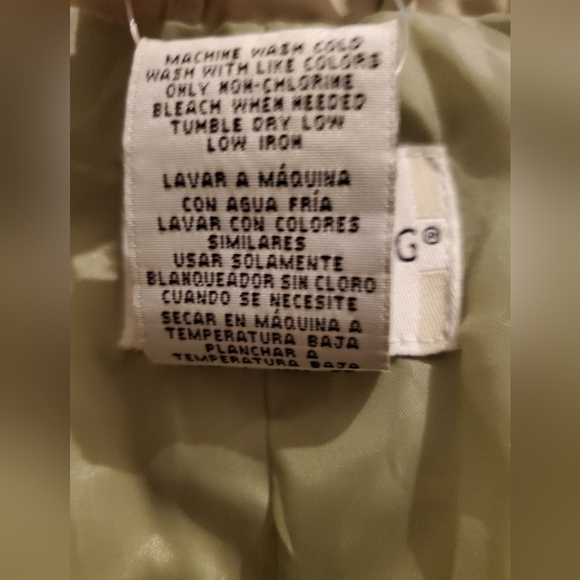 MACHINE WASH COLD
WASH WITH LIKE COLORS
ONLY NON-CHLORINE
BLEACH WHEN NEEDED
TUMBLE DRY LOW
LOW IRON
LAVAR A MÁQUINA
CON AGUA FRÍA
LAVAR CON COLORES
SIMILARES
USAR SOLAMENTE
BLANQUEADOR SIN CLORO
CUANDO SE NECESITE
SECAR EN MÁQUINA A
TEMPERATURA BAJA
PLANCHAR A
TEMPERATURA BAJA
G®